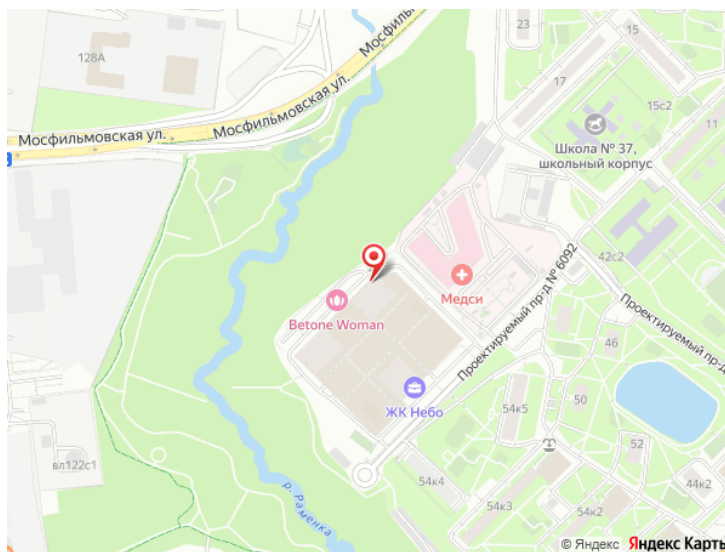 23
Мосфильмовская ул.
128А
17
15с2
11
Мосфильмовская ул.
Мосфильмовская ул.
Школа № 37,
школьный корпус
42с2
Медси
Проектируемый пр-д № 6092
Проектируемый пр-д
Betone Woman
46
50
ЖК Небо
54к5
52
вл122с1
р. Раменка
54к4
44к2
54к3
54к2
© Яндекс Яндекс Карты